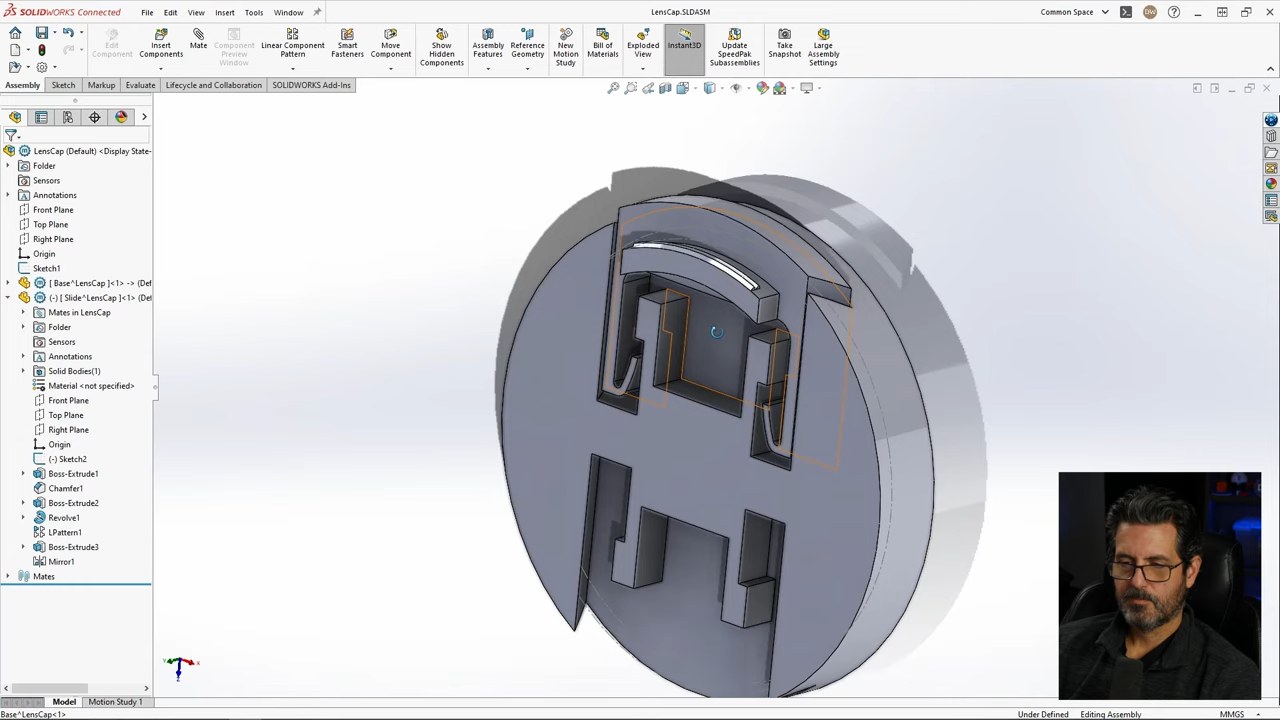 SOLIDWORKS Connected
File
Edit
View
Insert
Tools
Window
LensCap.SLDASM
Common Space
DW
Edit Component
Insert Components
Mate
Component Preview Window
Linear Component Pattern
Smart Fasteners
Move Component
Show Hidden Components
Assembly Features
Reference Geometry
New Motion Study
Bill of Materials
Exploded View
Instant3D
Update SpeedPak Subassemblies
Take Snapshot
Large Assembly Settings
Assembly
Sketch
Markup
Evaluate
Lifecycle and Collaboration
SOLIDWORKS Add-Ins
LensCap (Default) <Display State-
Folder
Sensors
Annotations
Front Plane
Top Plane
Right Plane
Origin
Sketch1
[ Base^LensCap ]<1> -> (De
(-) [ Slide^LensCap ]<1> (Def
Mates in LensCap
Folder
Sensors
Annotations
Solid Bodies(1)
Material <not specified>
Front Plane
Top Plane
Right Plane
Origin
(-) Sketch2
Boss-Extrude1
Chamfer1
Boss-Extrude2
Revolve1
LPattern1
Boss-Extrude3
Mirror1
Mates
Model
Motion Study 1
Base^LensCap<1>
Under Defined
Editing Assembly
MMGS